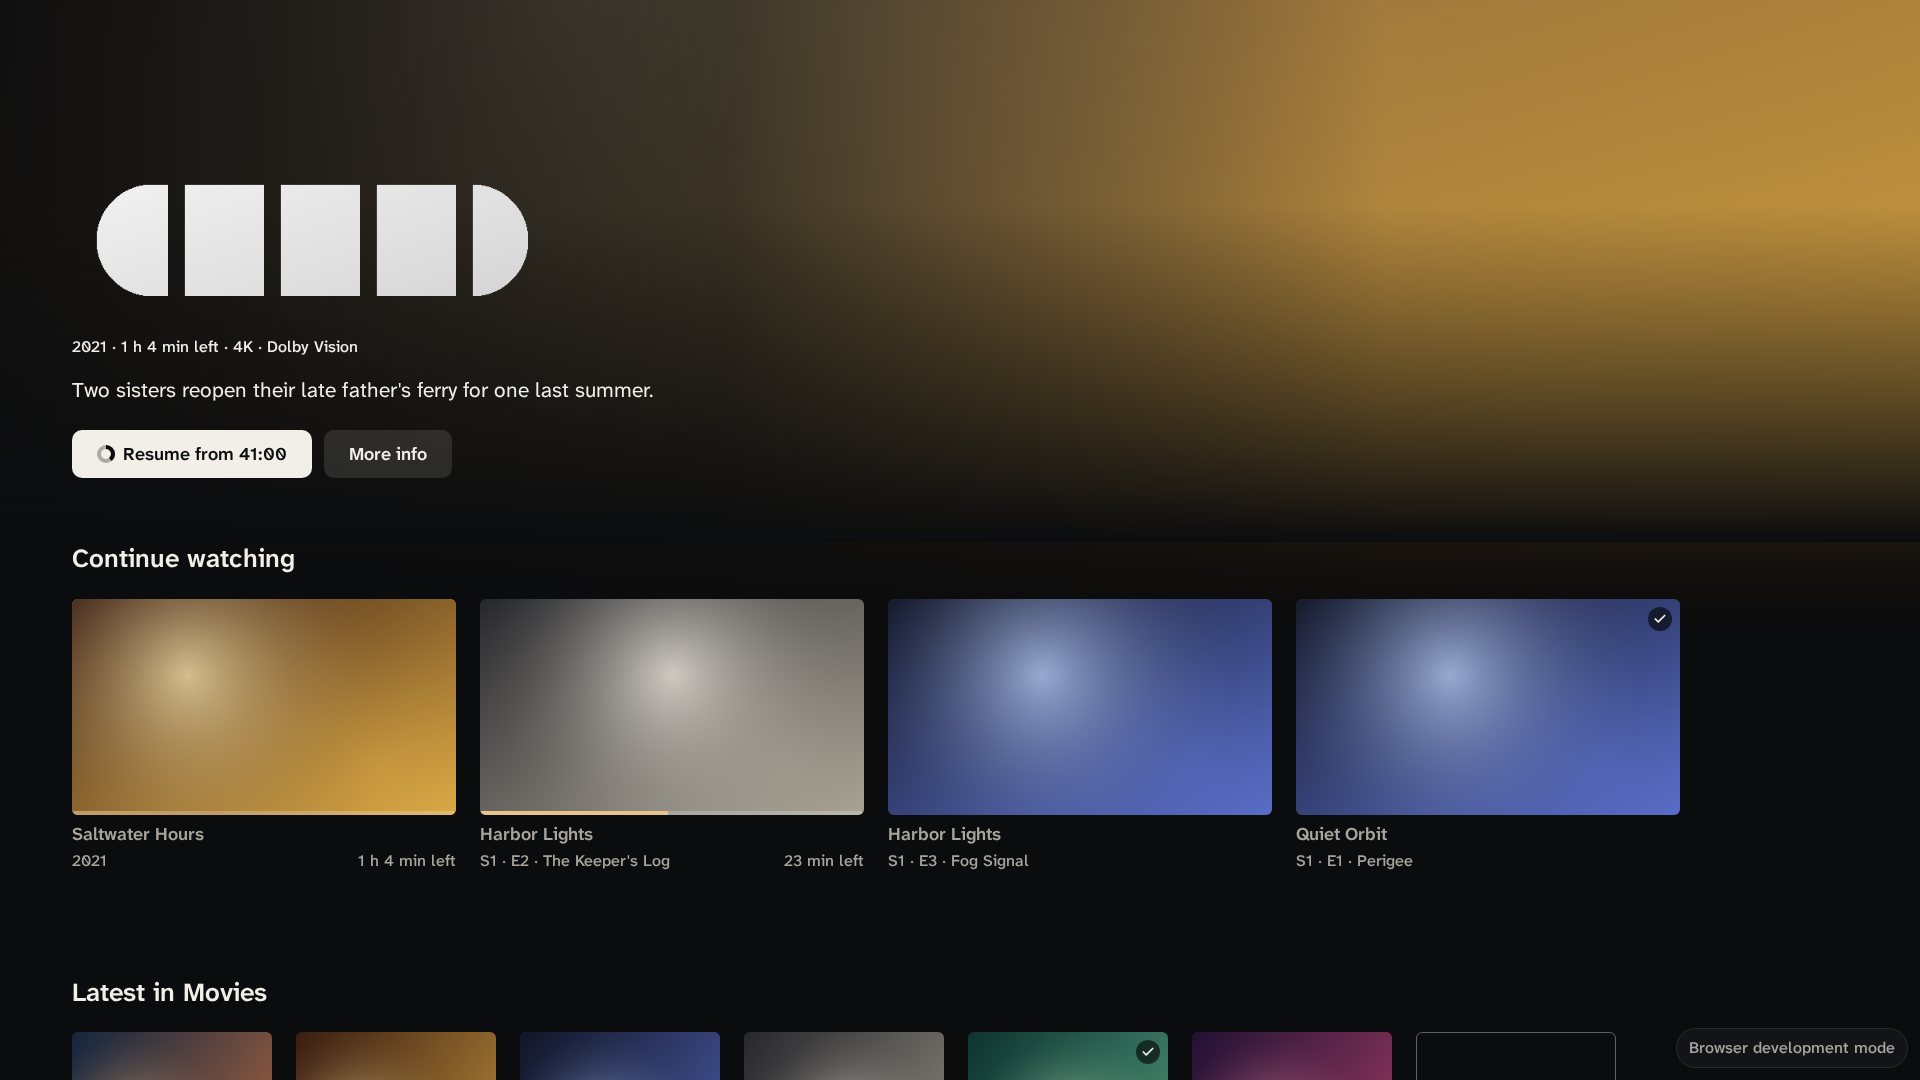 2021 · 1 h 4 min left · 4K · Dolby Vision
Two sisters reopen their late father's ferry for one last summer.
Resume from 41:00
More info
Continue watching
Saltwater Hours
2021
1 h 4 min left
Harbor Lights
S1 · E2 · The Keeper's Log
23 min left
Harbor Lights
S1 · E3 · Fog Signal
Quiet Orbit
S1 · E1 · Perigee
Latest in Movies
Browser development mode